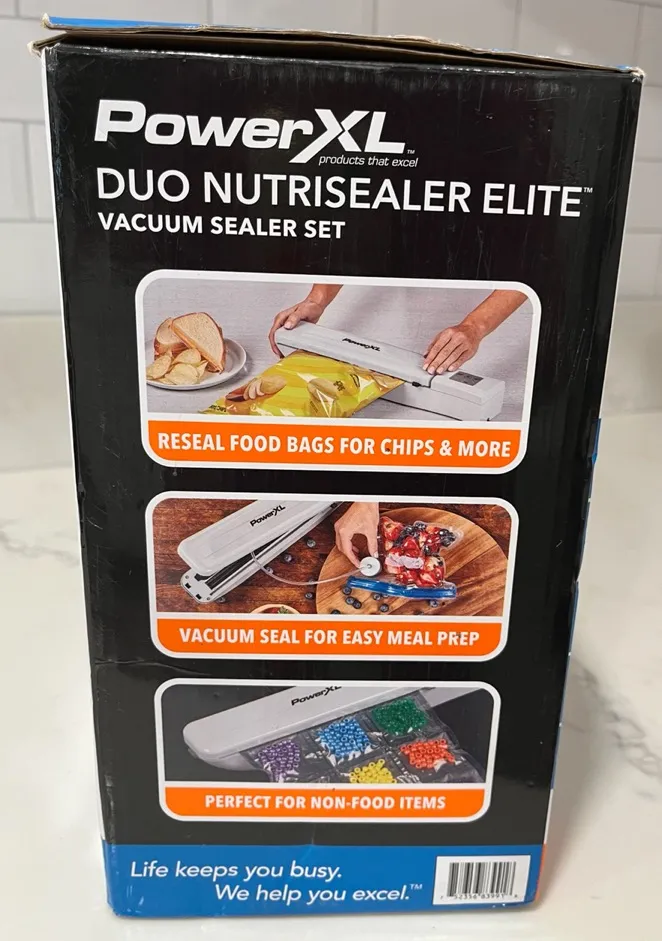 PowerXL™
products that excel
DUO NUTRISEALER ELITE™
VACUUM SEALER SET
PowerXL
RESEAL FOOD BAGS FOR CHIPS & MORE
PowerXL
VACUUM SEAL FOR EASY MEAL PREP
PowerXL
PERFECT FOR NON-FOOD ITEMS
Life keeps you busy.
We help you excel.™